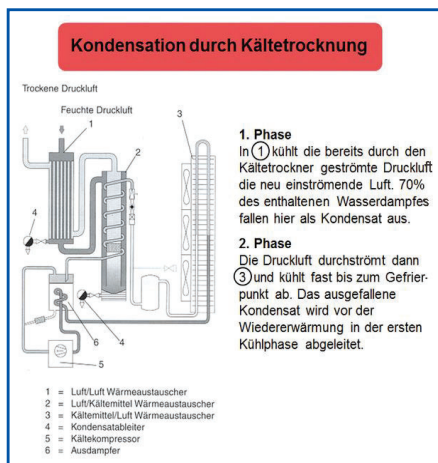 Kondensation durch Kältetrocknung
Trockene Druckluft
Feuchte Druckluft
1
2
3
4
4
6
5
1. Phase
In 1 kühlt die bereits durch den
Kältetrockner geströmte Druckluft
die neu einströmende Luft. 70%
des enthaltenen Wasserdampfes
fallen hier als Kondensat aus.
2. Phase
Die Druckluft durchströmt dann
3 und kühlt fast bis zum Gefrier-
punkt ab. Das ausgefallene
Kondensat wird vor der
Wiedererwärmung in der ersten
Kühlphase abgeleitet.
1 = Luft/Luft Wärmeaustauscher
2 = Luft/Kältemittel Wärmeaustauscher
3 = Kältemittel/Luft Wärmeaustauscher
4 = Kondensatableiter
5 = Kältekompressor
6 = Ausdampfer